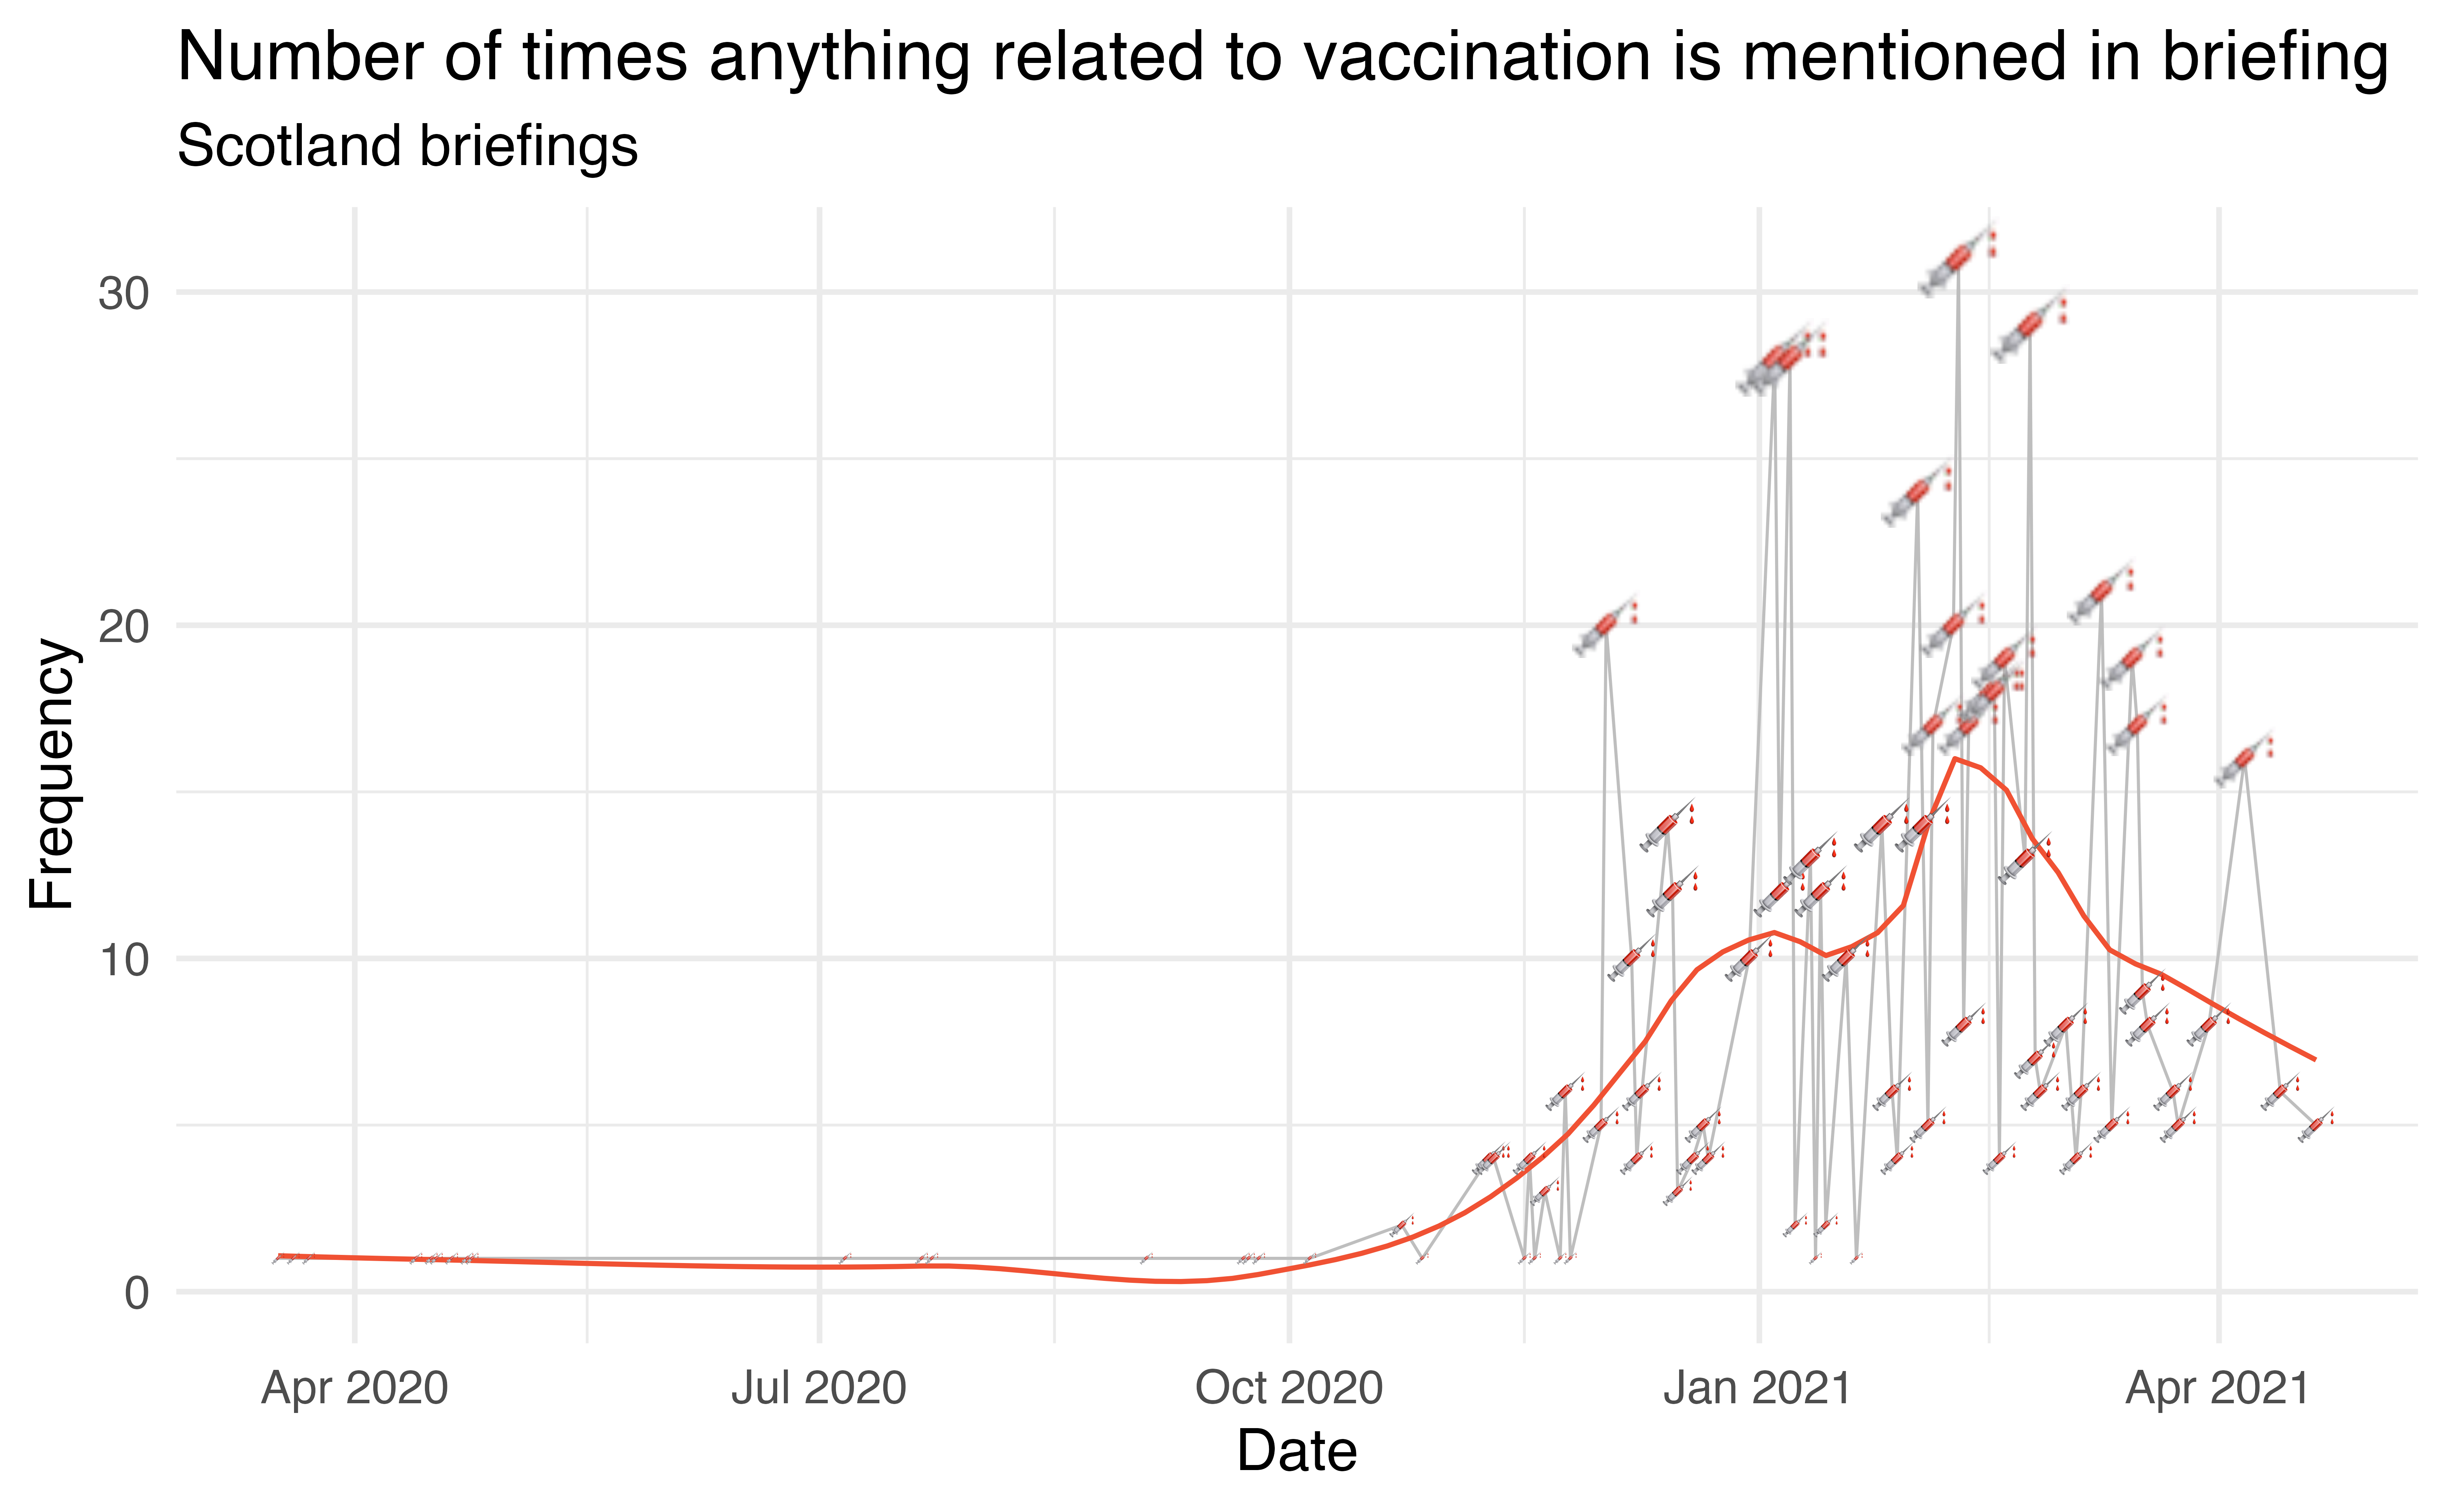 Number of times anything related to vaccination is mentioned in briefing
Scotland briefings
Frequency
30
20
10
0
Apr 2020
Jul 2020
Oct 2020
Jan 2021
Apr 2021
Date